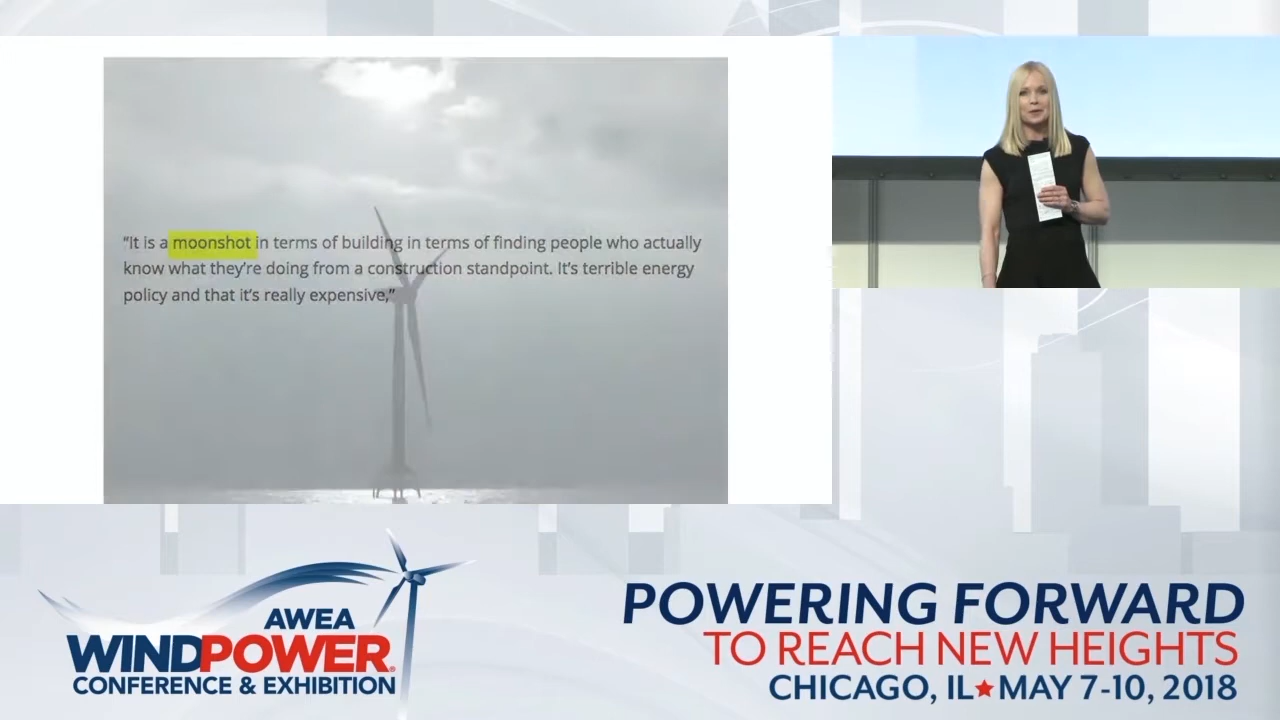 "It is a moonshot in terms of building in terms of finding people who actually
know what they're doing from a construction standpoint. It's terrible energy
policy and that it's really expensive,"
AWEA
WINDPOWER®
CONFERENCE & EXHIBITION
POWERING FORWARD
TO REACH NEW HEIGHTS
CHICAGO, IL★MAY 7-10, 2018